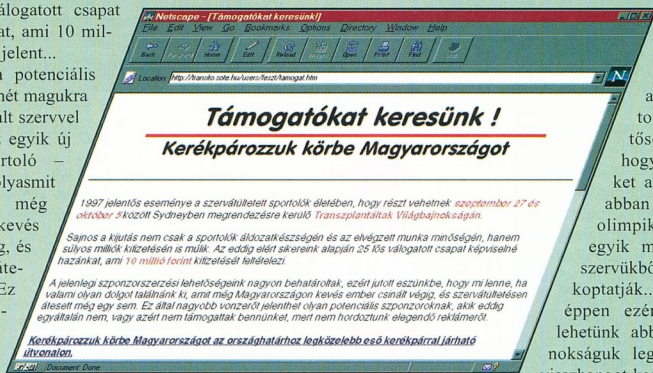 álogatott csapat
at, ami 10 mil-
jelent...
a potenciális
nét magukra
alt szervvel
egyik új
rtoló –
olyasmit
még
kevés
g, és
áte-
Ez
Netscape - [Támogatókat keresünk!]
File Edit View Go Bookmarks Options Directory Window Help
Back Forward Home Edit Reload Images Open Print Find Stop
Location: http://transfo.sote.hu/users/feszt/tamogat.htm
N
Támogatókat keresünk !
Kerékpározzuk körbe Magyarországot
1997 jelentős eseménye a szervátültetett sportolók életében, hogy részt vehetnek szeptember 27 és
október 5 között Sydneyben megrendezésre kerülő Transzplantáltak Világbajnokságán.
Sajnos a kijutás nem csak a sportolók áldozatkészségén és az elvégzett munka minőségén, hanem
súlyos milliók kifizetésén is múlik. Az eddig elért sikereink alapján 25 fős válogatott csapat képviselné
hazánkat, ami 10 millió forint kifizetését feltételezi.
A jelenlegi szponzorszerzési lehetőségeink nagyon behatároltak, ezért jutott eszünkbe, hogy mi lenne, ha
valami olyan dolgot találnánk ki, amit még Magyarországon kevés ember csinált végig, és szervátültetésen
átesett még egy sem. Ez által nagyobb vonzerőt jelenthet olyan potenciális szponzoroknak, akik eddig
egyáltalán nem, vagy azért nem támogattak bennünket, mert nem hordoztunk elegendő reklámerőt.
Kerékpározzuk körbe Magyarországot az országhatárhoz legközelebb eső kerékpárral járható
útvonalon.
Document: Done
a
to
tős
hogy
ket a
abban
olimpik
egyik m
szervükbő
koptatják...
éppen ezér
lehetünk abb
nokságuk leg